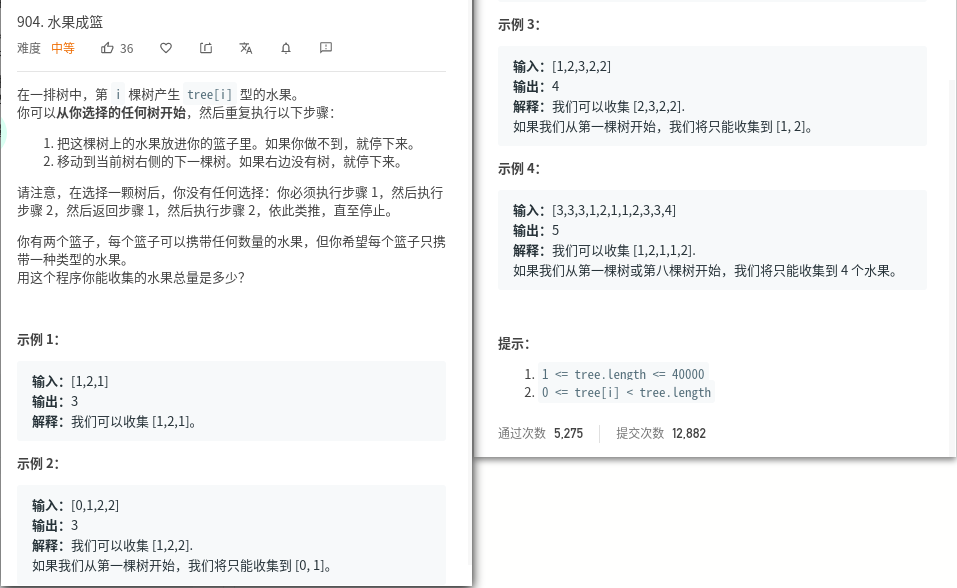 904. 水果成篮
难度 中等 36
在一排树中，第 i 棵树产生 tree[i] 型的水果。
你可以从你选择的任何树开始，然后重复执行以下步骤：
1. 把这棵树上的水果放进你的篮子里。如果你做不到，就停下来。
2. 移动到当前树右侧的下一棵树。如果右边没有树，就停下来。
请注意，在选择一颗树后，你没有任何选择：你必须执行步骤 1，然后执行
步骤 2，然后返回步骤 1，然后执行步骤 2，依此类推，直至停止。
你有两个篮子，每个篮子可以携带任何数量的水果，但你希望每个篮子只携
带一种类型的水果。
用这个程序你能收集的水果总量是多少？
示例 1：
输入：[1,2,1]
输出：3
解释：我们可以收集 [1,2,1]。
示例 2：
输入：[0,1,2,2]
输出：3
解释：我们可以收集 [1,2,2].
如果我们从第一棵树开始，我们将只能收集到 [0, 1]。
示例 3：
输入：[1,2,3,2,2]
输出：4
解释：我们可以收集 [2,3,2,2].
如果我们从第一棵树开始，我们将只能收集到 [1, 2]。
示例 4：
输入：[3,3,3,1,2,1,1,2,3,3,4]
输出：5
解释：我们可以收集 [1,2,1,1,2].
如果我们从第一棵树或第八棵树开始，我们将只能收集到 4 个水果。
提示：
1. 1 <= tree.length <= 40000
2. 0 <= tree[i] < tree.length
通过次数 5,275 提交次数 12,882